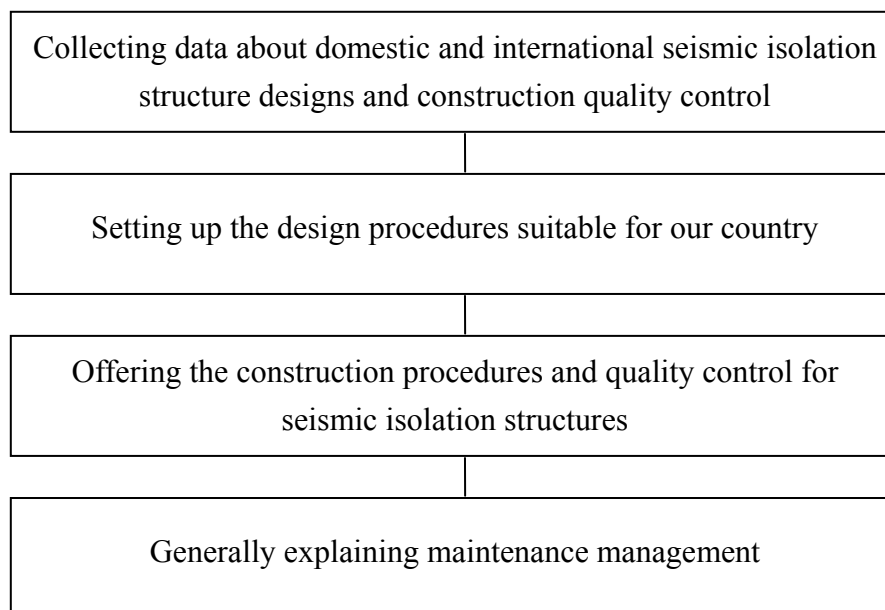 Collecting data about domestic and international seismic isolation
structure designs and construction quality control
Setting up the design procedures suitable for our country
Offering the construction procedures and quality control for
seismic isolation structures
Generally explaining maintenance management